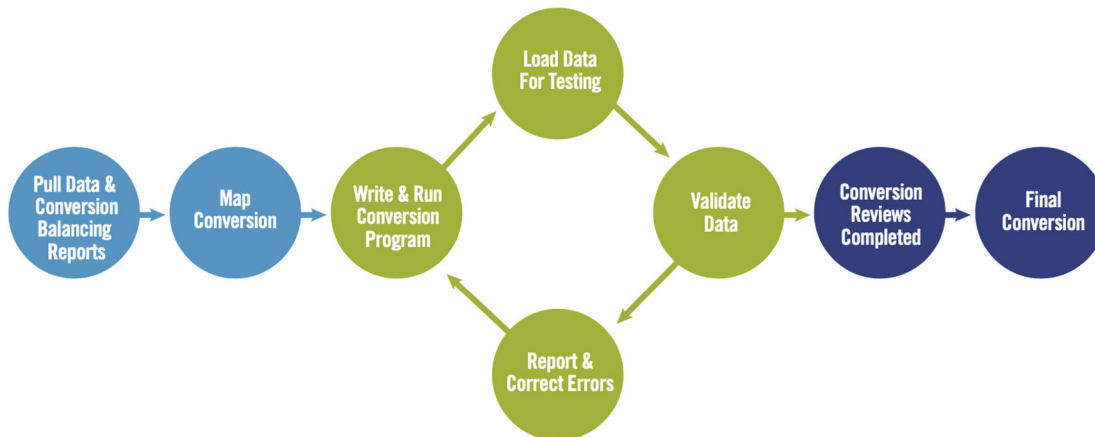 Pull Data &
Conversion
Balancing
Reports
Map
Conversion
Write & Run
Conversion
Program
Load Data
For Testing
Validate
Data
Report &
Correct Errors
Conversion
Reviews
Completed
Final
Conversion